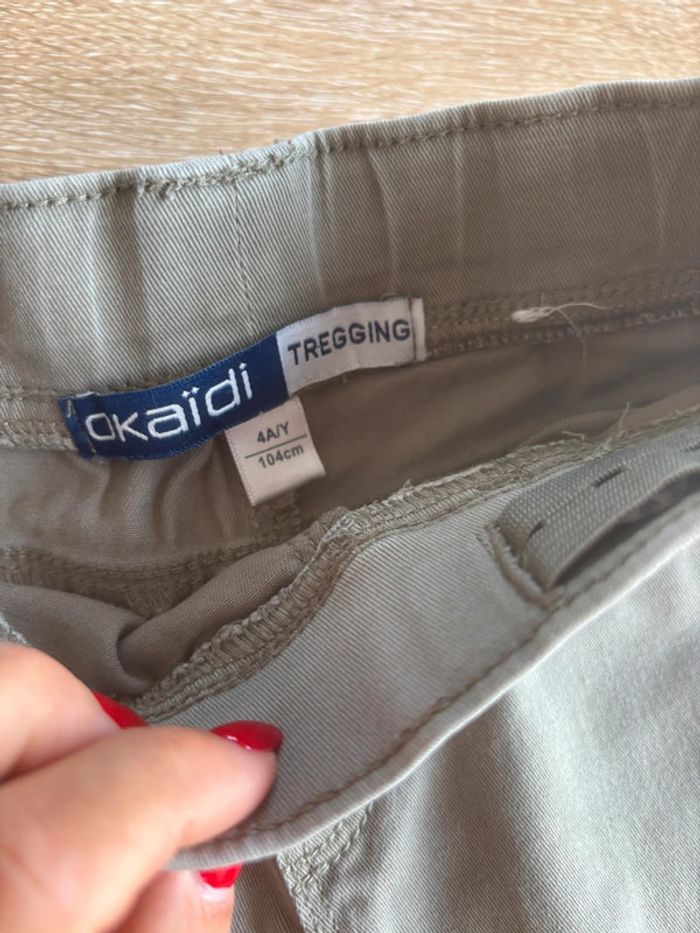 okaïdi
TREGGING
4A/Y
104cm